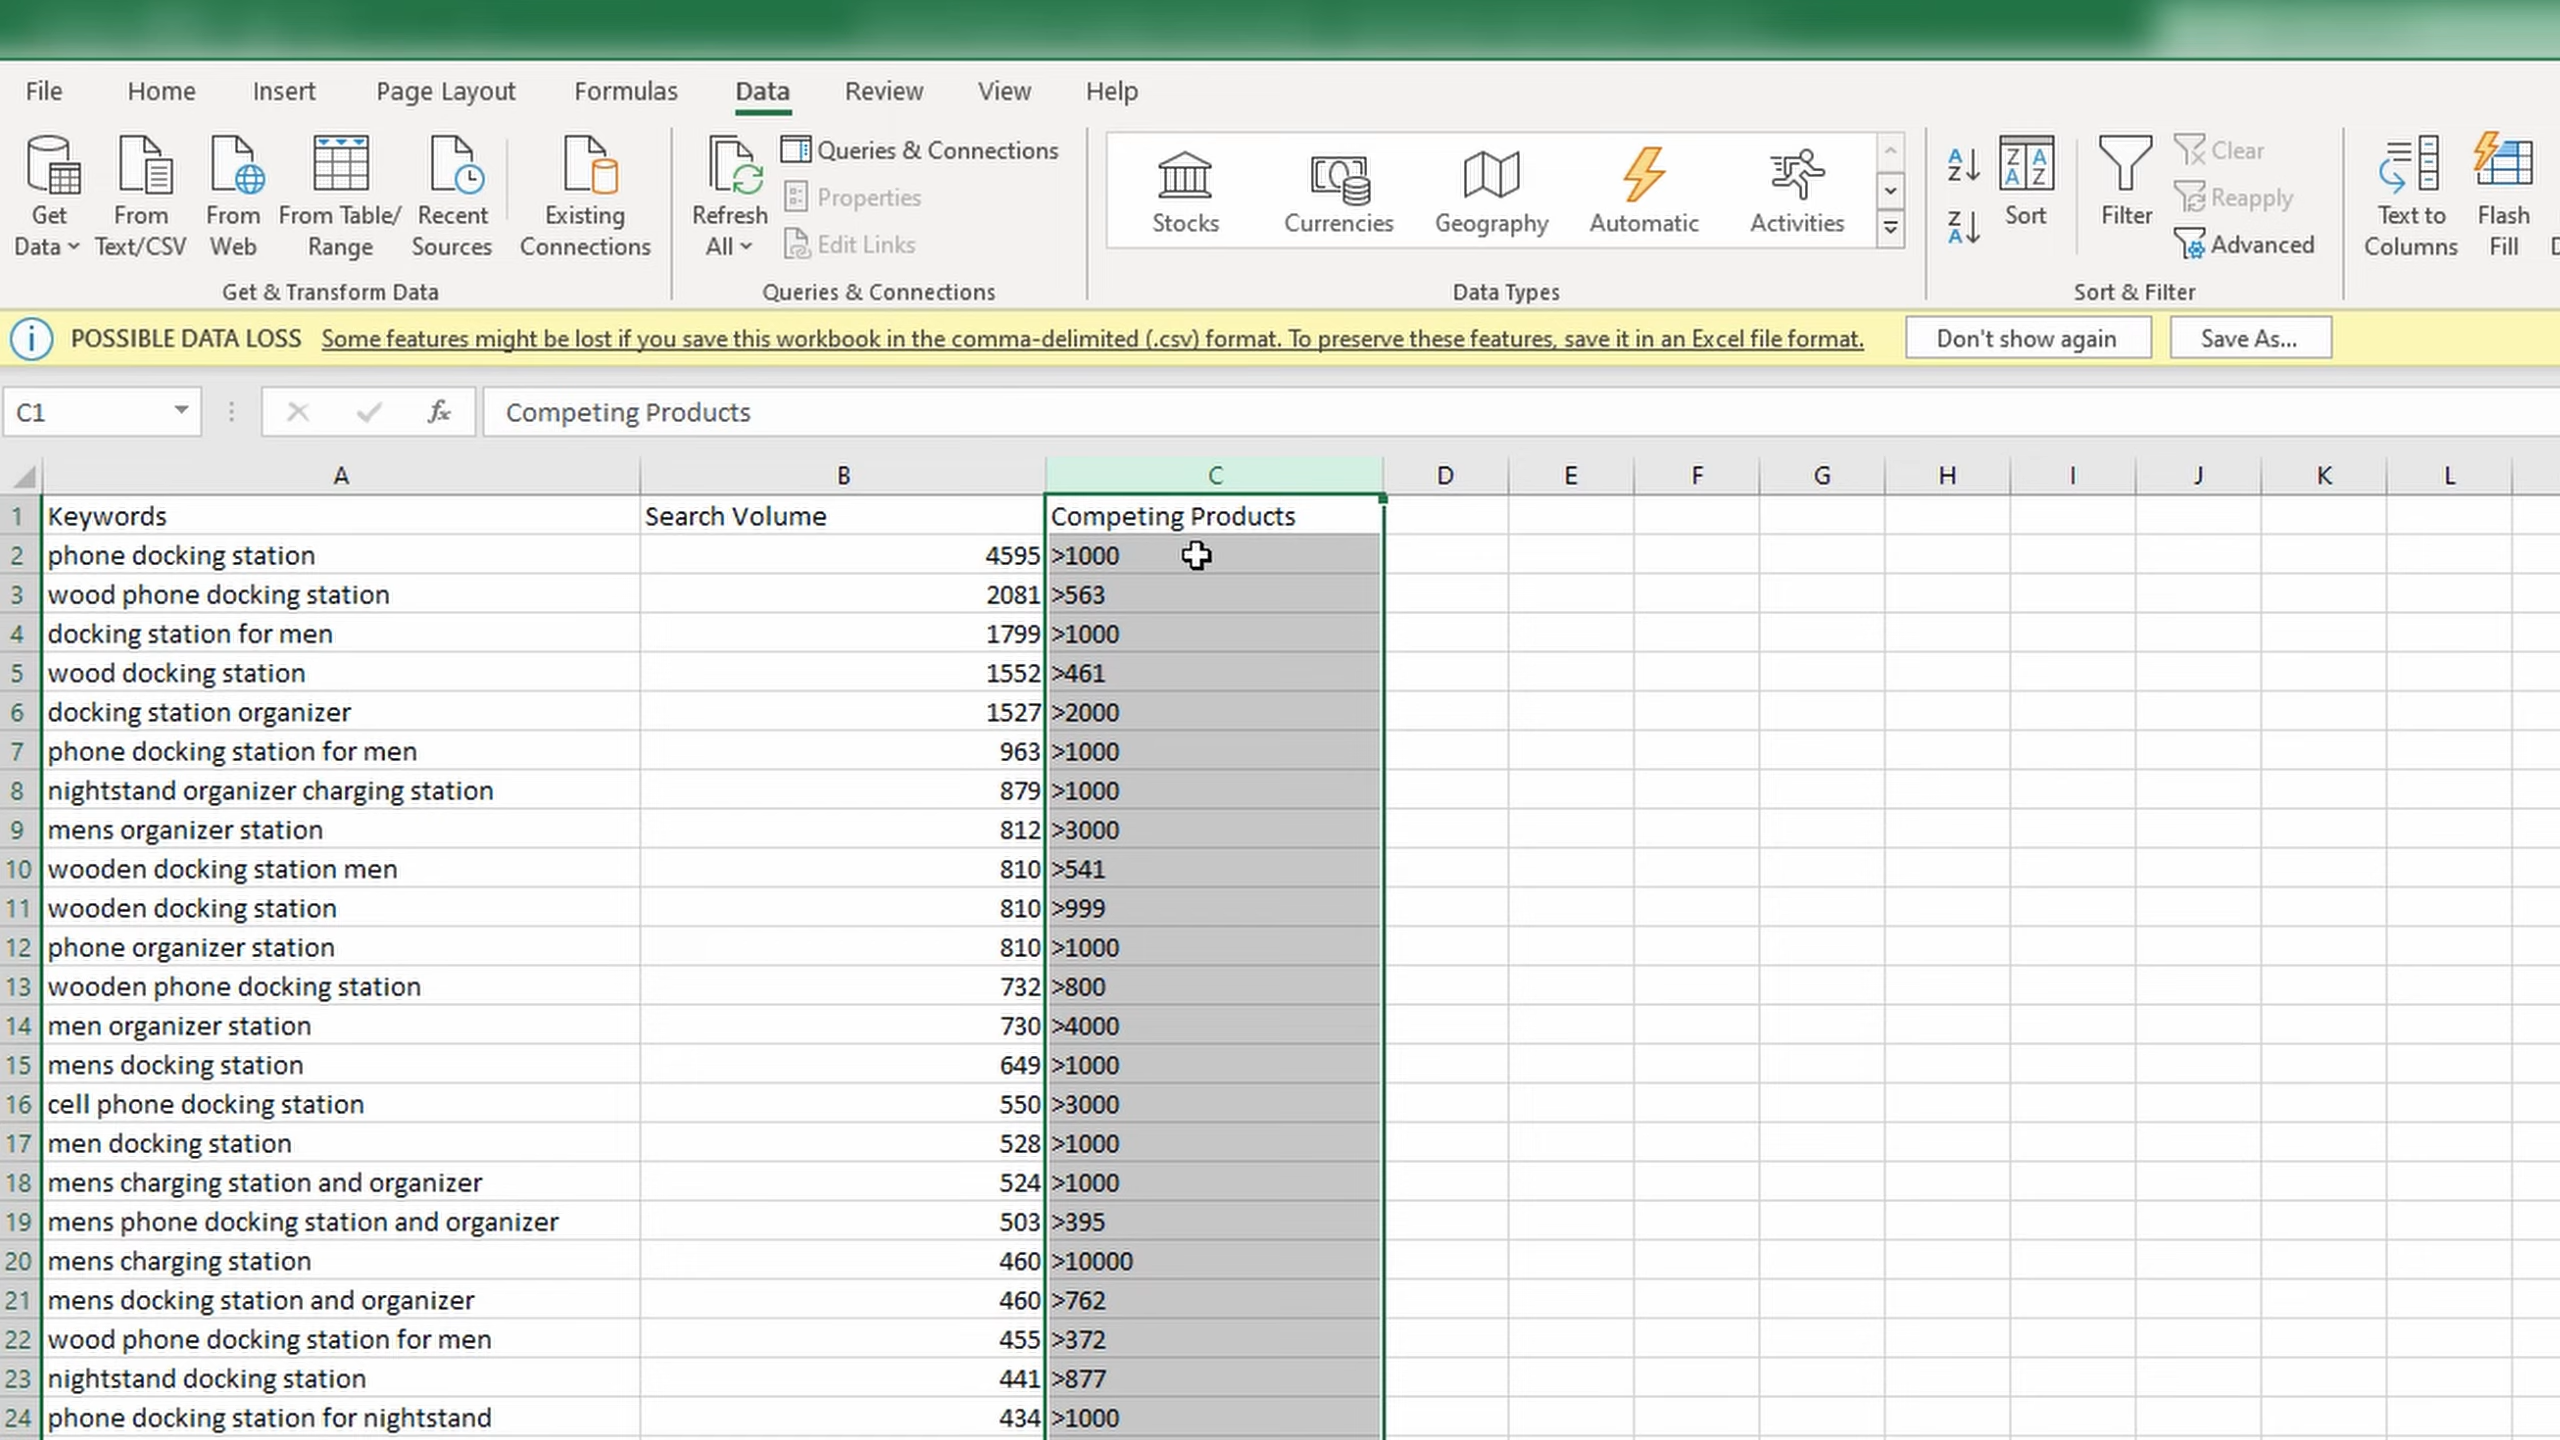 File Home Insert Page Layout Formulas Data Review View Help
Get Data From Text/CSV From Web From Table/Range Recent Sources Existing Connections
Get & Transform Data
Refresh All Queries & Connections Properties Edit Links
Queries & Connections
Stocks Currencies Geography Automatic Activities
Data Types
Sort Filter Clear Reapply Advanced
Sort & Filter
Text to Columns Flash Fill
POSSIBLE DATA LOSS Some features might be lost if you save this workbook in the comma-delimited (.csv) format. To preserve these features, save it in an Excel file format. Don't show again Save As...
C1 fx Competing Products
A B C D E F G H I J K L
1 Keywords Search Volume Competing Products
2 phone docking station 4595 >1000
3 wood phone docking station 2081 >563
4 docking station for men 1799 >1000
5 wood docking station 1552 >461
6 docking station organizer 1527 >2000
7 phone docking station for men 963 >1000
8 nightstand organizer charging station 879 >1000
9 mens organizer station 812 >3000
10 wooden docking station men 810 >541
11 wooden docking station 810 >999
12 phone organizer station 810 >1000
13 wooden phone docking station 732 >800
14 men organizer station 730 >4000
15 mens docking station 649 >1000
16 cell phone docking station 550 >3000
17 men docking station 528 >1000
18 mens charging station and organizer 524 >1000
19 mens phone docking station and organizer 503 >395
20 mens charging station 460 >10000
21 mens docking station and organizer 460 >762
22 wood phone docking station for men 455 >372
23 nightstand docking station 441 >877
24 phone docking station for nightstand 434 >1000